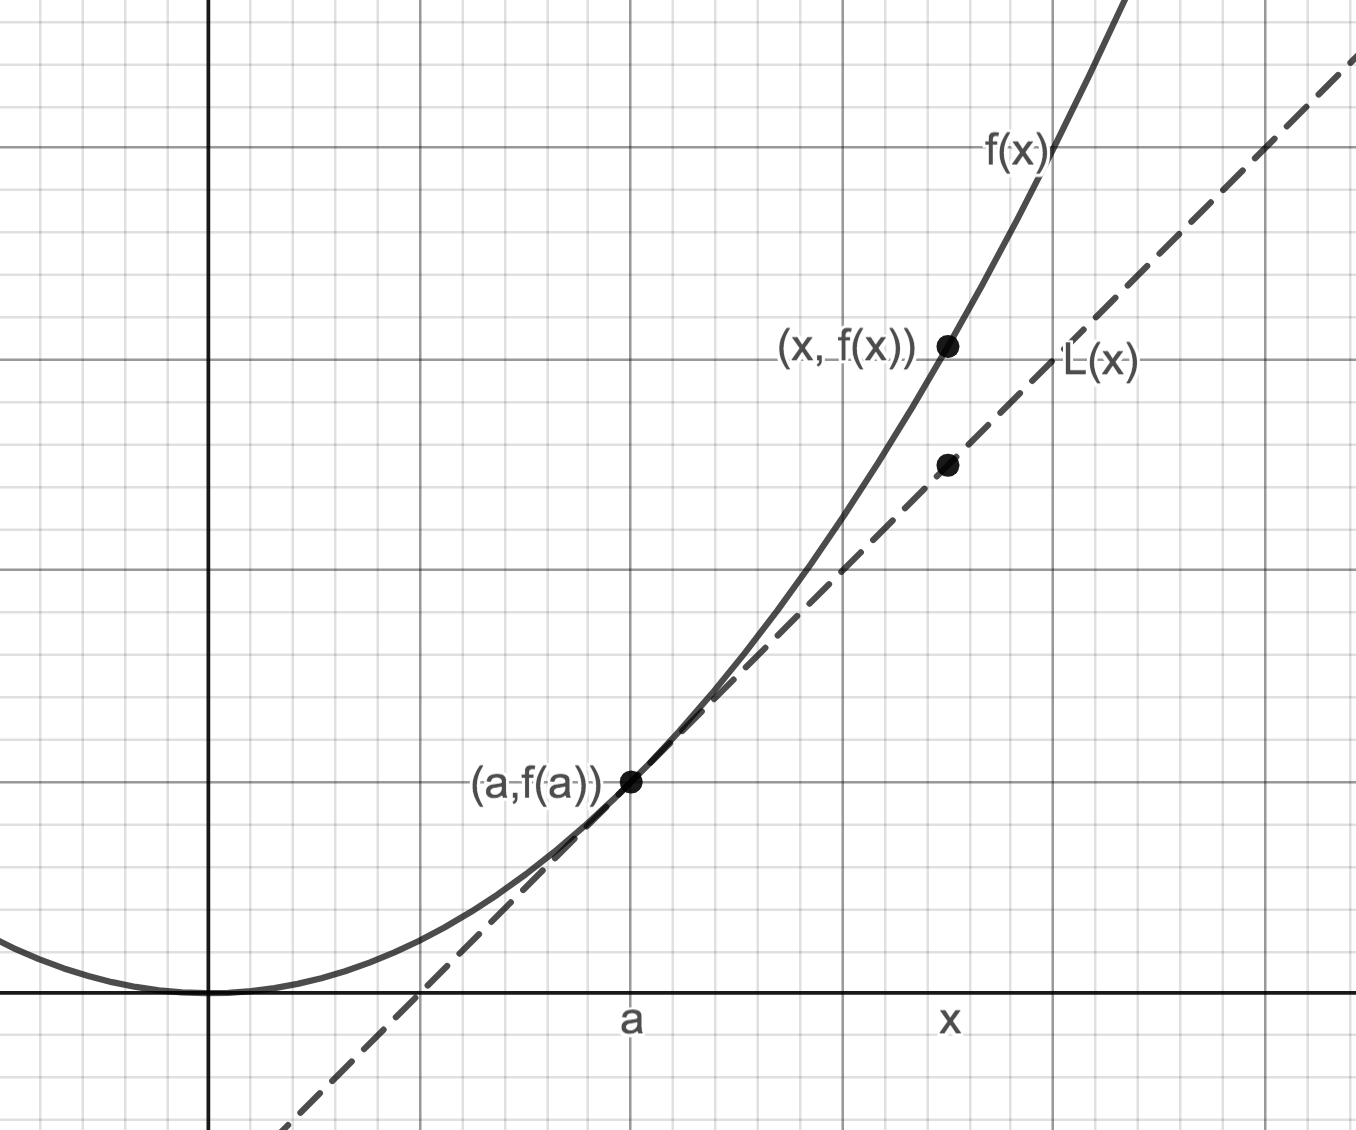 f(x)
(x, f(x))
L(x)
(a,f(a))
a
x